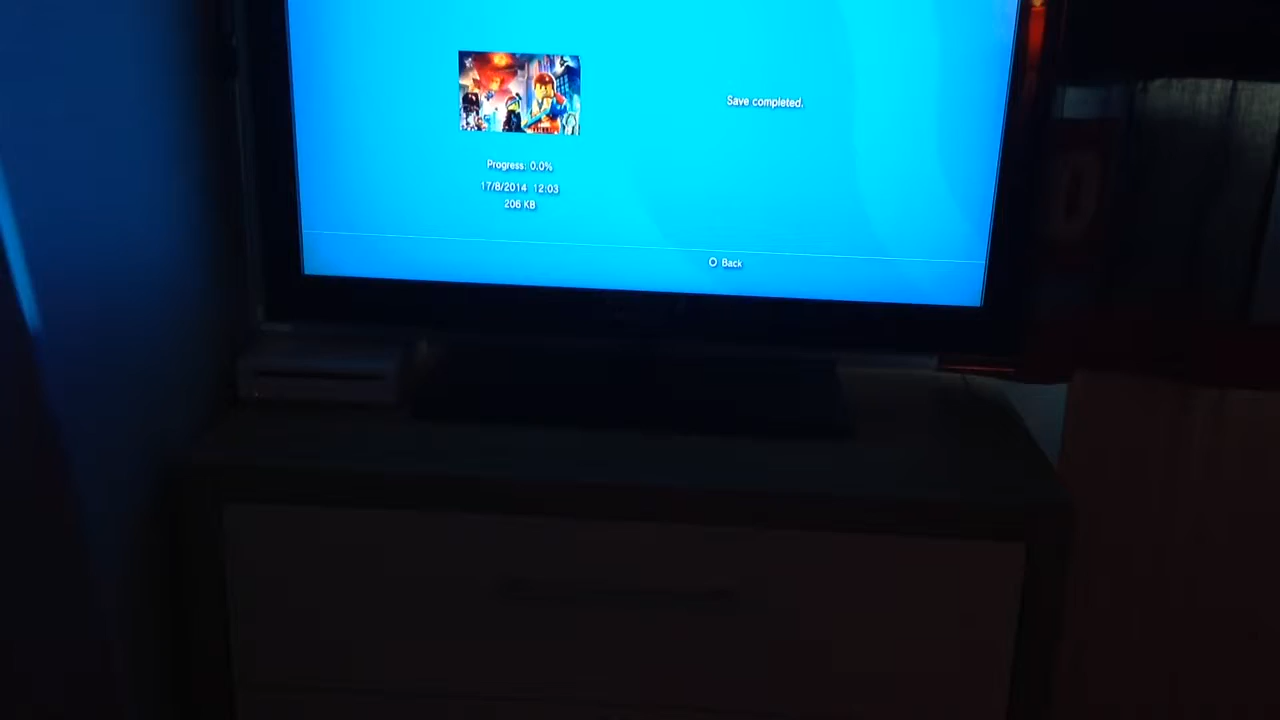 Save completed.
Progress: 0.0%
17/8/2014 12:03
206 KB
Back